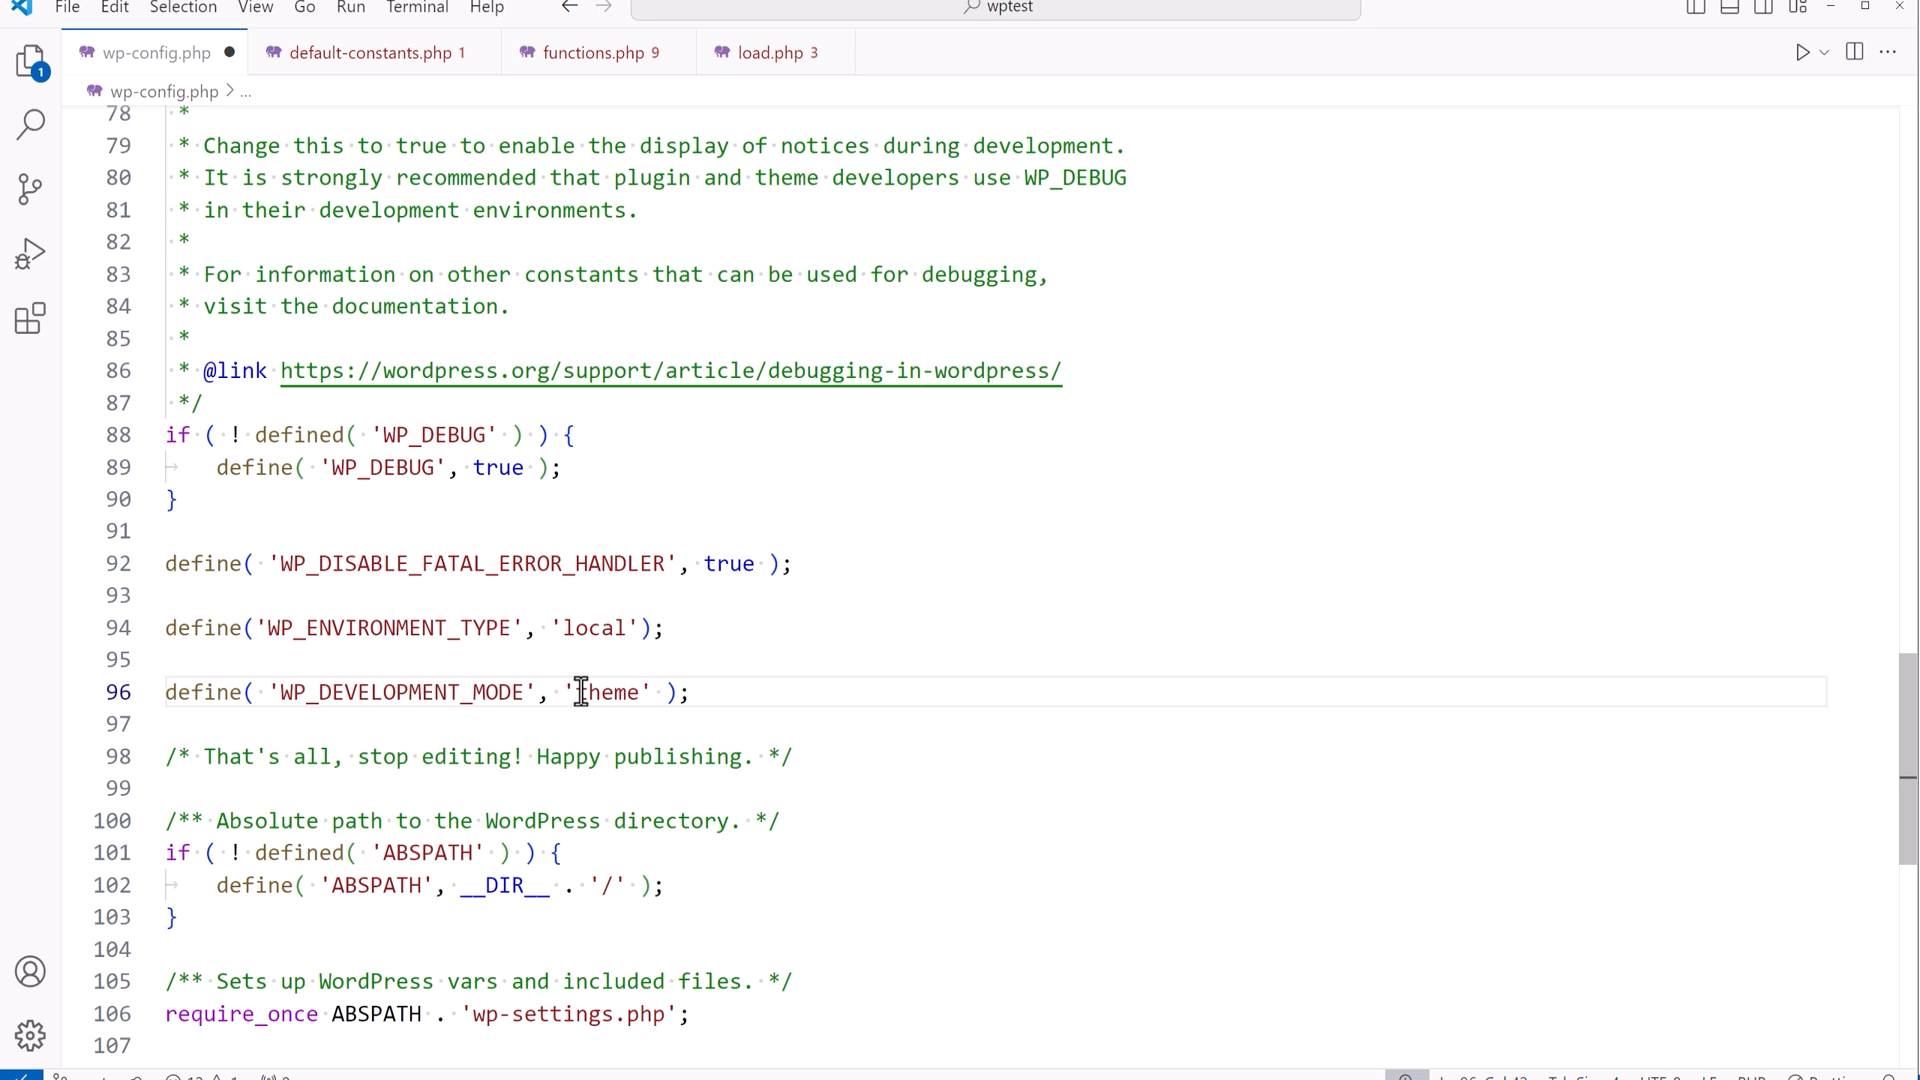 File Edit Selection View Go Run Terminal Help wptest
wp-config.php default-constants.php 1 functions.php 9 load.php 3
wp-config.php > ...
1
78 *
79 * Change this to true to enable the display of notices during development.
80 * It is strongly recommended that plugin and theme developers use WP_DEBUG
81 * in their development environments.
82 *
83 * For information on other constants that can be used for debugging,
84 * visit the documentation.
85 *
86 * @link https://wordpress.org/support/article/debugging-in-wordpress/
87 */
88 if ( ! defined( 'WP_DEBUG' ) ) {
89 define( 'WP_DEBUG', true );
90 }
91
92 define( 'WP_DISABLE_FATAL_ERROR_HANDLER', true );
93
94 define('WP_ENVIRONMENT_TYPE', 'local');
95
96 define( 'WP_DEVELOPMENT_MODE', 'theme' );
97
98 /* That's all, stop editing! Happy publishing. */
99
100 /** Absolute path to the WordPress directory. */
101 if ( ! defined( 'ABSPATH' ) ) {
102 define( 'ABSPATH', __DIR__ . '/' );
103 }
104
105 /** Sets up WordPress vars and included files. */
106 require_once ABSPATH . 'wp-settings.php';
107